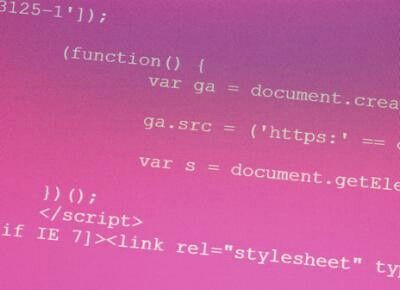 3125-1']);
(function() {
var ga = document.crea
ga.src = ('https:' ==
var s = document.getEle
})();
</script>
if IE 7]><link rel="stylesheet" typ